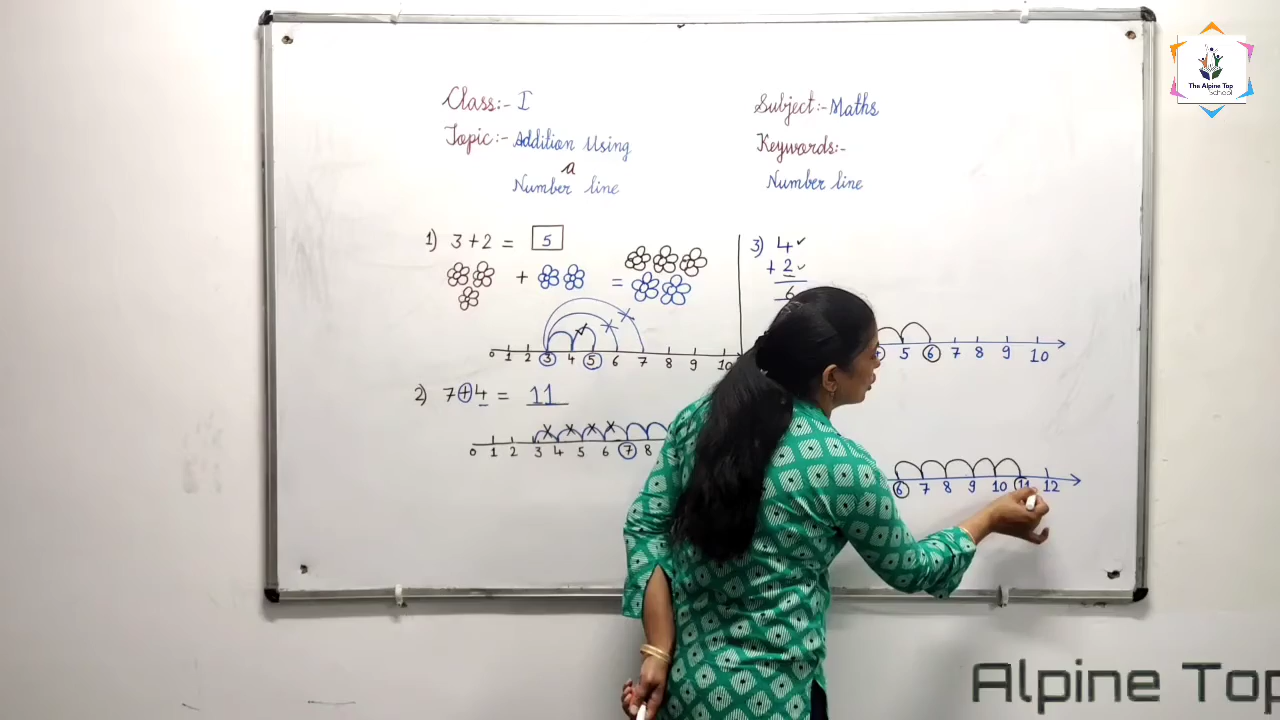 Class:- I
Topic:- Addition Using
a
Number line
Subject:- Maths
Keywords:-
Number line
1) 3 + 2 = 5
+ =
0 1 2 3 4 5 6 7 8 9 10
2) 7 + 4 = 11
0 1 2 3 4 5 6 7 8
3) 4
+ 2
6
5 6 7 8 9 10
6 7 8 9 10 11 12
The Alpine Top
School
Alpine Top